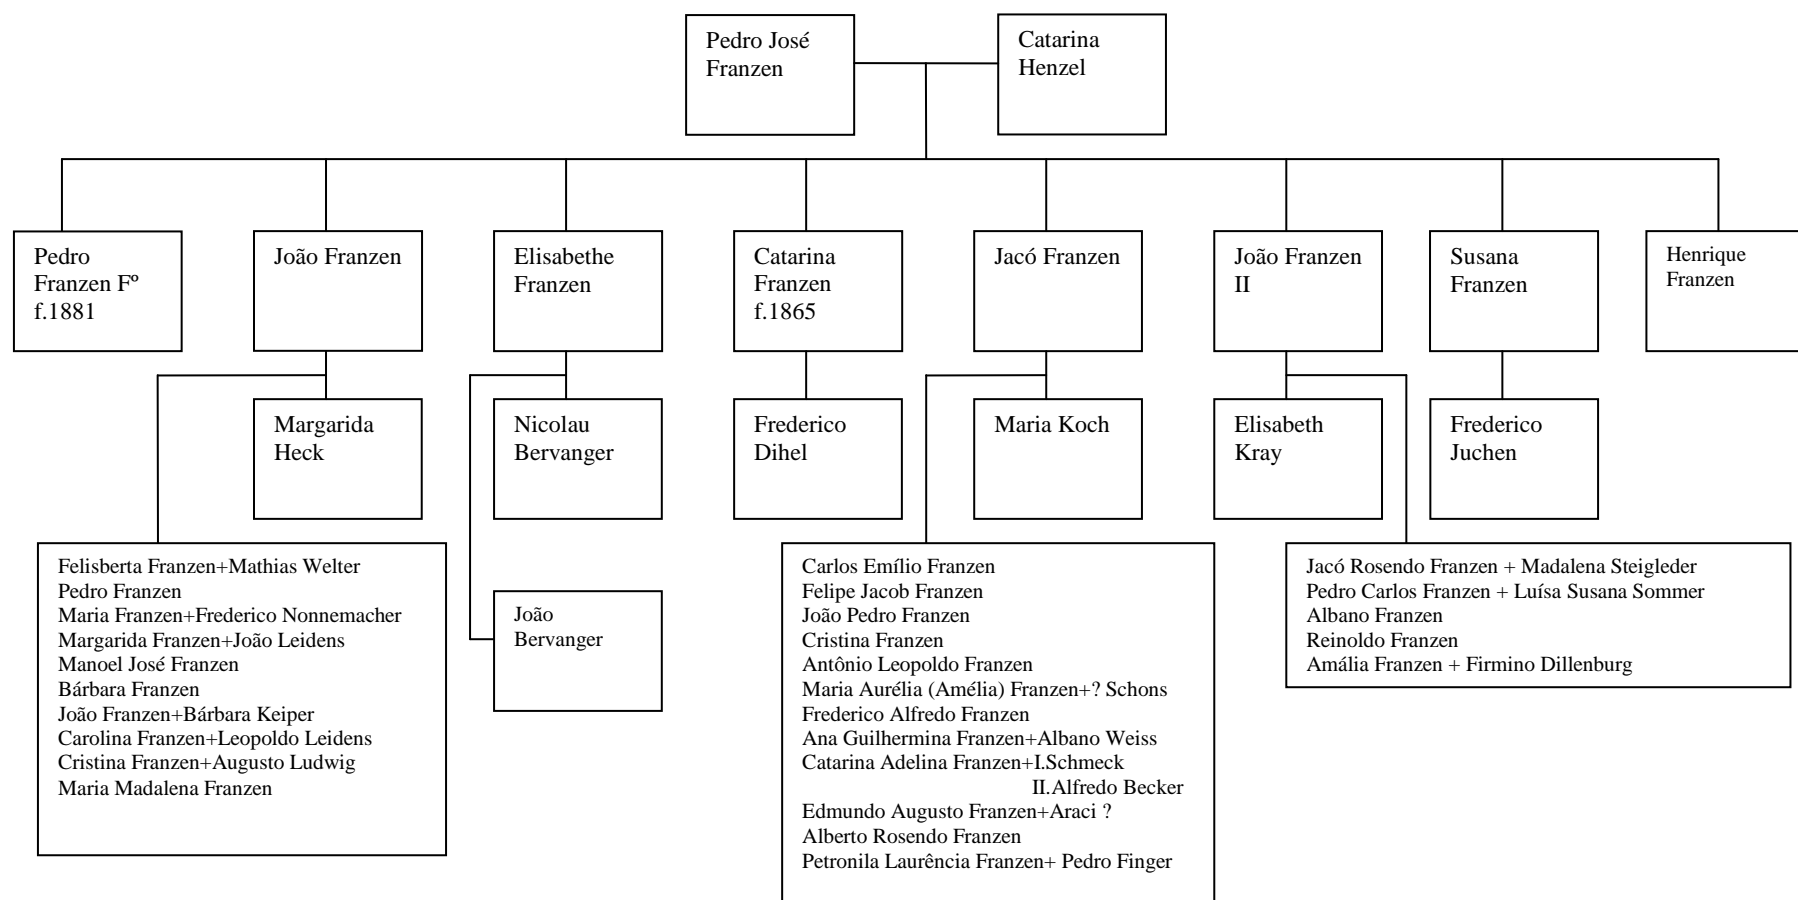 Pedro José
Franzen
Catarina
Henzel
Pedro
Franzen Fº
f.1881
João Franzen
Elisabethe
Franzen
Catarina
Franzen
f.1865
Jacó Franzen
João Franzen
II
Susana
Franzen
Henrique
Franzen
Margarida
Heck
Nicolau
Bervanger
Frederico
Dihel
Maria Koch
Elisabeth
Kray
Frederico
Juchen
Felisberta Franzen+Mathias Welter
Pedro Franzen
Maria Franzen+Frederico Nonnemacher
Margarida Franzen+João Leidens
Manoel José Franzen
Bárbara Franzen
João Franzen+Bárbara Keiper
Carolina Franzen+Leopoldo Leidens
Cristina Franzen+Augusto Ludwig
Maria Madalena Franzen
João
Bervanger
Carlos Emílio Franzen
Felipe Jacob Franzen
João Pedro Franzen
Cristina Franzen
Antônio Leopoldo Franzen
Maria Aurélia (Amélia) Franzen+? Schons
Frederico Alfredo Franzen
Ana Guilhermina Franzen+Albano Weiss
Catarina Adelina Franzen+I.Schmeck
II.Alfredo Becker
Edmundo Augusto Franzen+Araci ?
Alberto Rosendo Franzen
Petronila Laurência Franzen+ Pedro Finger
Jacó Rosendo Franzen + Madalena Steigleder
Pedro Carlos Franzen + Luísa Susana Sommer
Albano Franzen
Reinoldo Franzen
Amália Franzen + Firmino Dillenburg